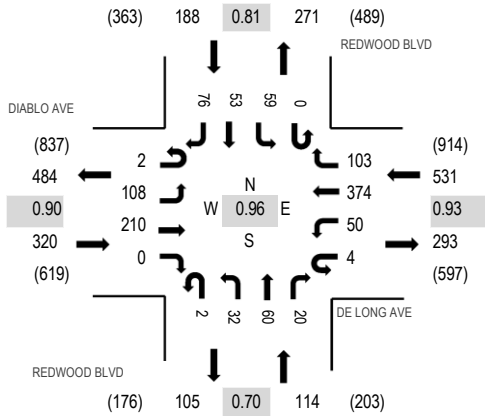 (363) 188 0.81 271 (489)
REDWOOD BLVD
76 53 59 0
DIABLO AVE
(837) (914)
484 2 103 531
0.90 108 374 0.93
N
W 0.96 E
S
320 210 50 293
(619) 0 4 (597)
2 32 60 20
DE LONG AVE
REDWOOD BLVD
(176) 105 0.70 114 (203)